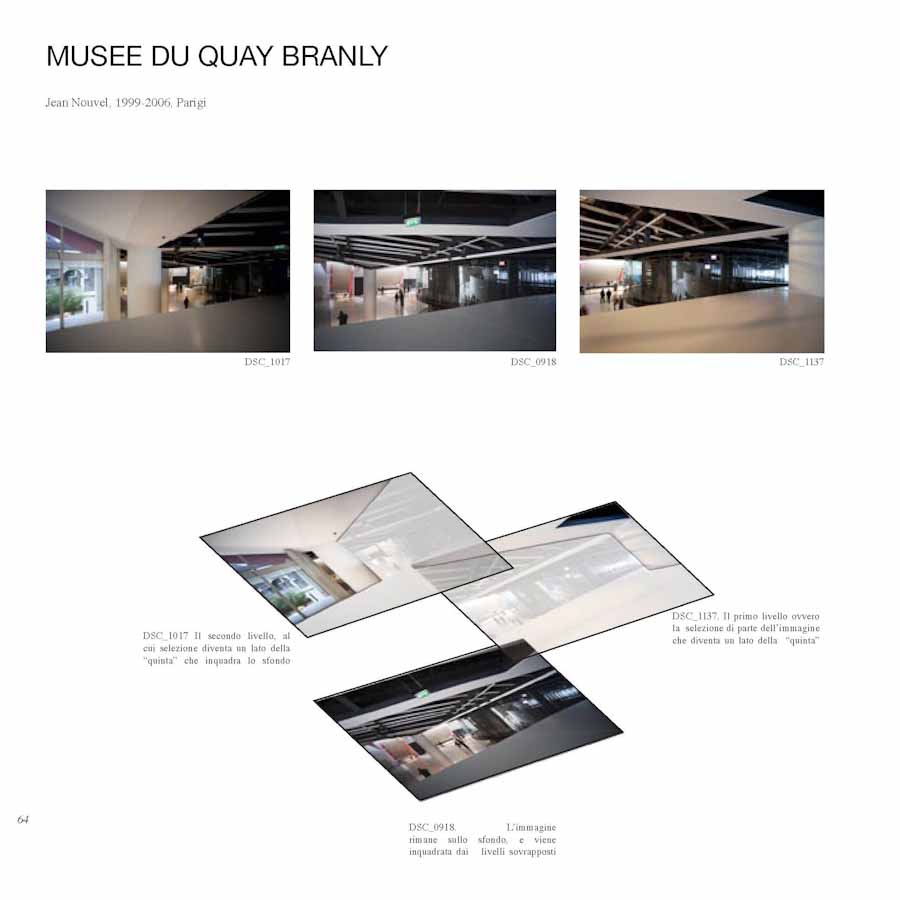 MUSEE DU QUAY BRANLY
Jean Nouvel, 1999-2006, Parigi
DSC_1017
DSC_0918
DSC_1137
DSC_1017 Il secondo livello, al
cui selezione diventa un lato della
“quinta” che inquadra lo sfondo
DSC_1137. Il primo livello ovvero
la selezione di parte dell’immagine
che diventa un lato della “quinta”
DSC_0918. L’immagine
rimane sullo sfondo, e viene
inquadrata dai livelli sovrapposti
64